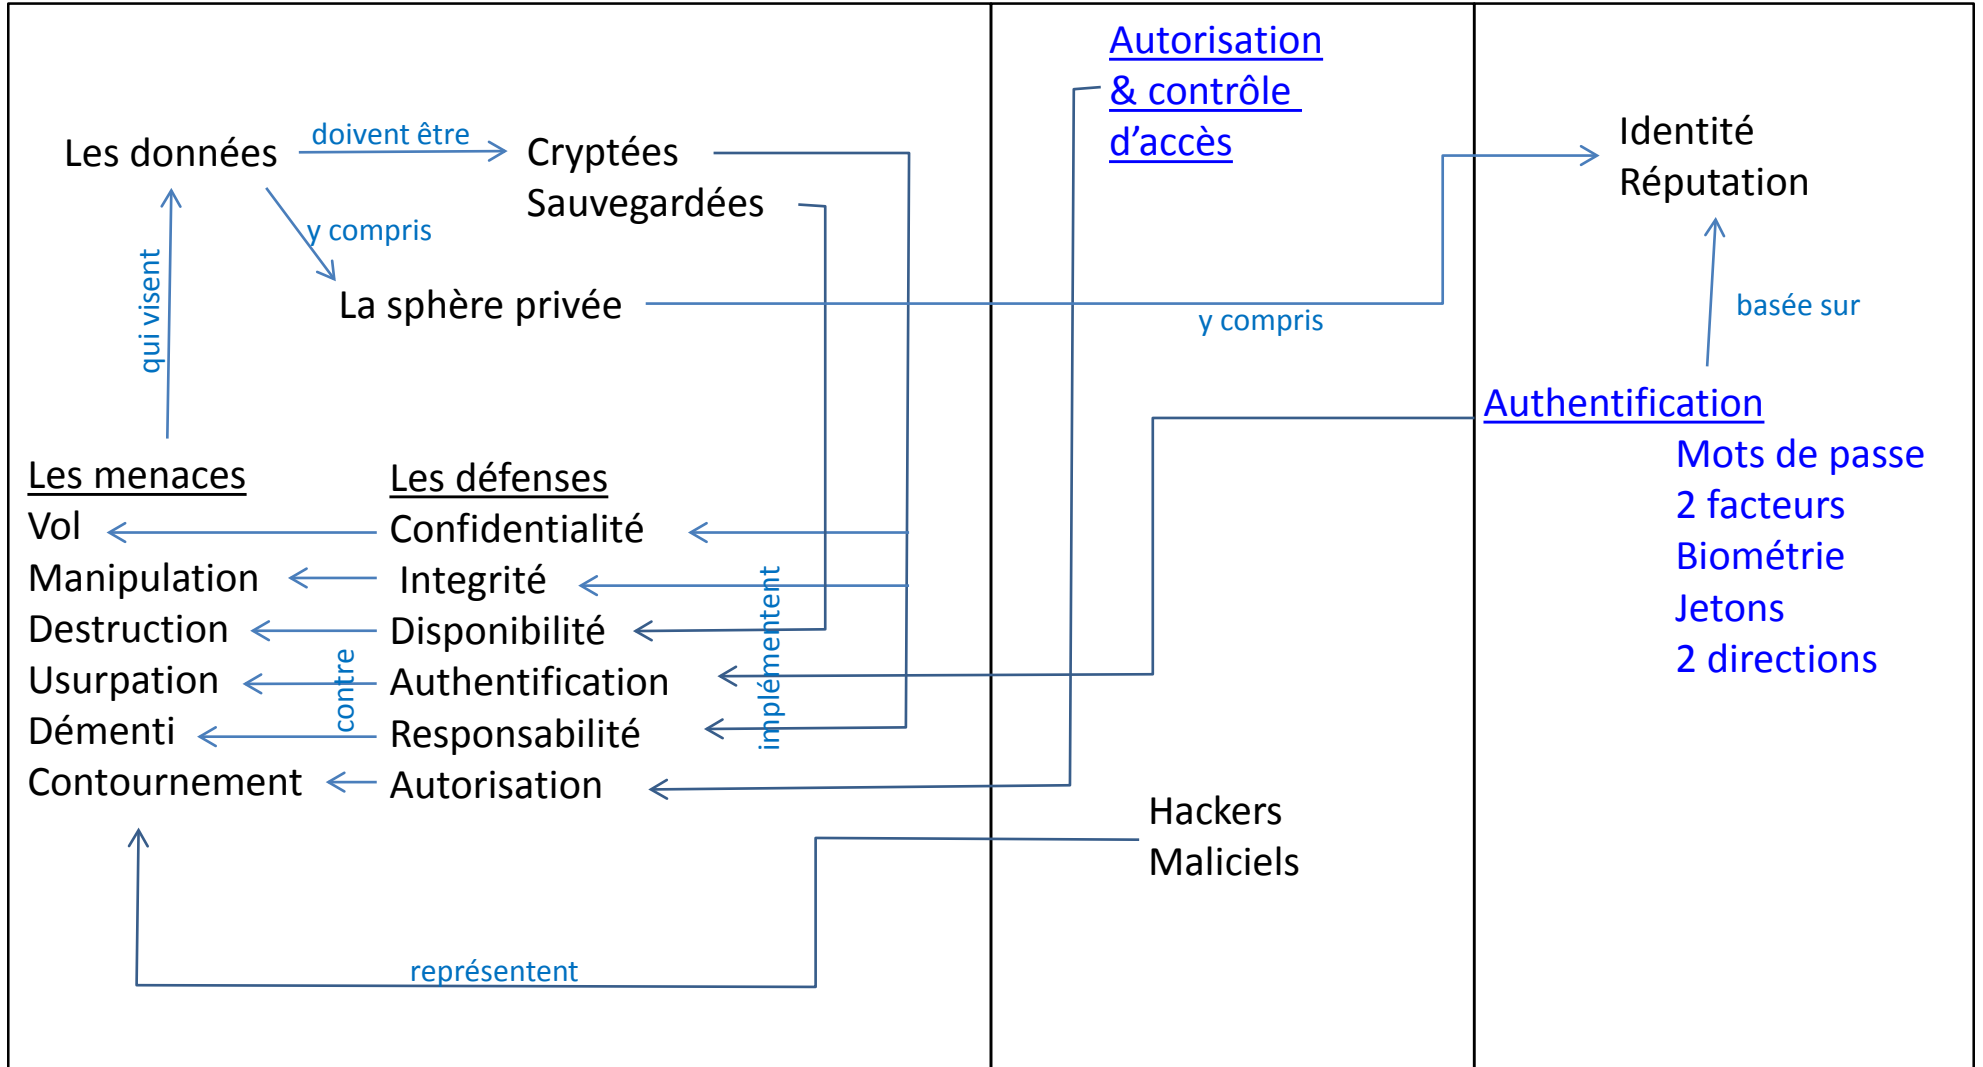 Autorisation
& contrôle
d’accès
Les données
doivent être
Cryptées
Sauvegardées
y compris
La sphère privée
qui visent
y compris
Identité
Réputation
basée sur
Authentification
Mots de passe
2 facteurs
Biométrie
Jetons
2 directions
Les menaces
Vol
Manipulation
Destruction
Usurpation
Démenti
Contournement
contre
Les défenses
Confidentialité
Integrité
Disponibilité
Authentification
Responsabilité
Autorisation
implémentent
Hackers
Maliciels
représentent